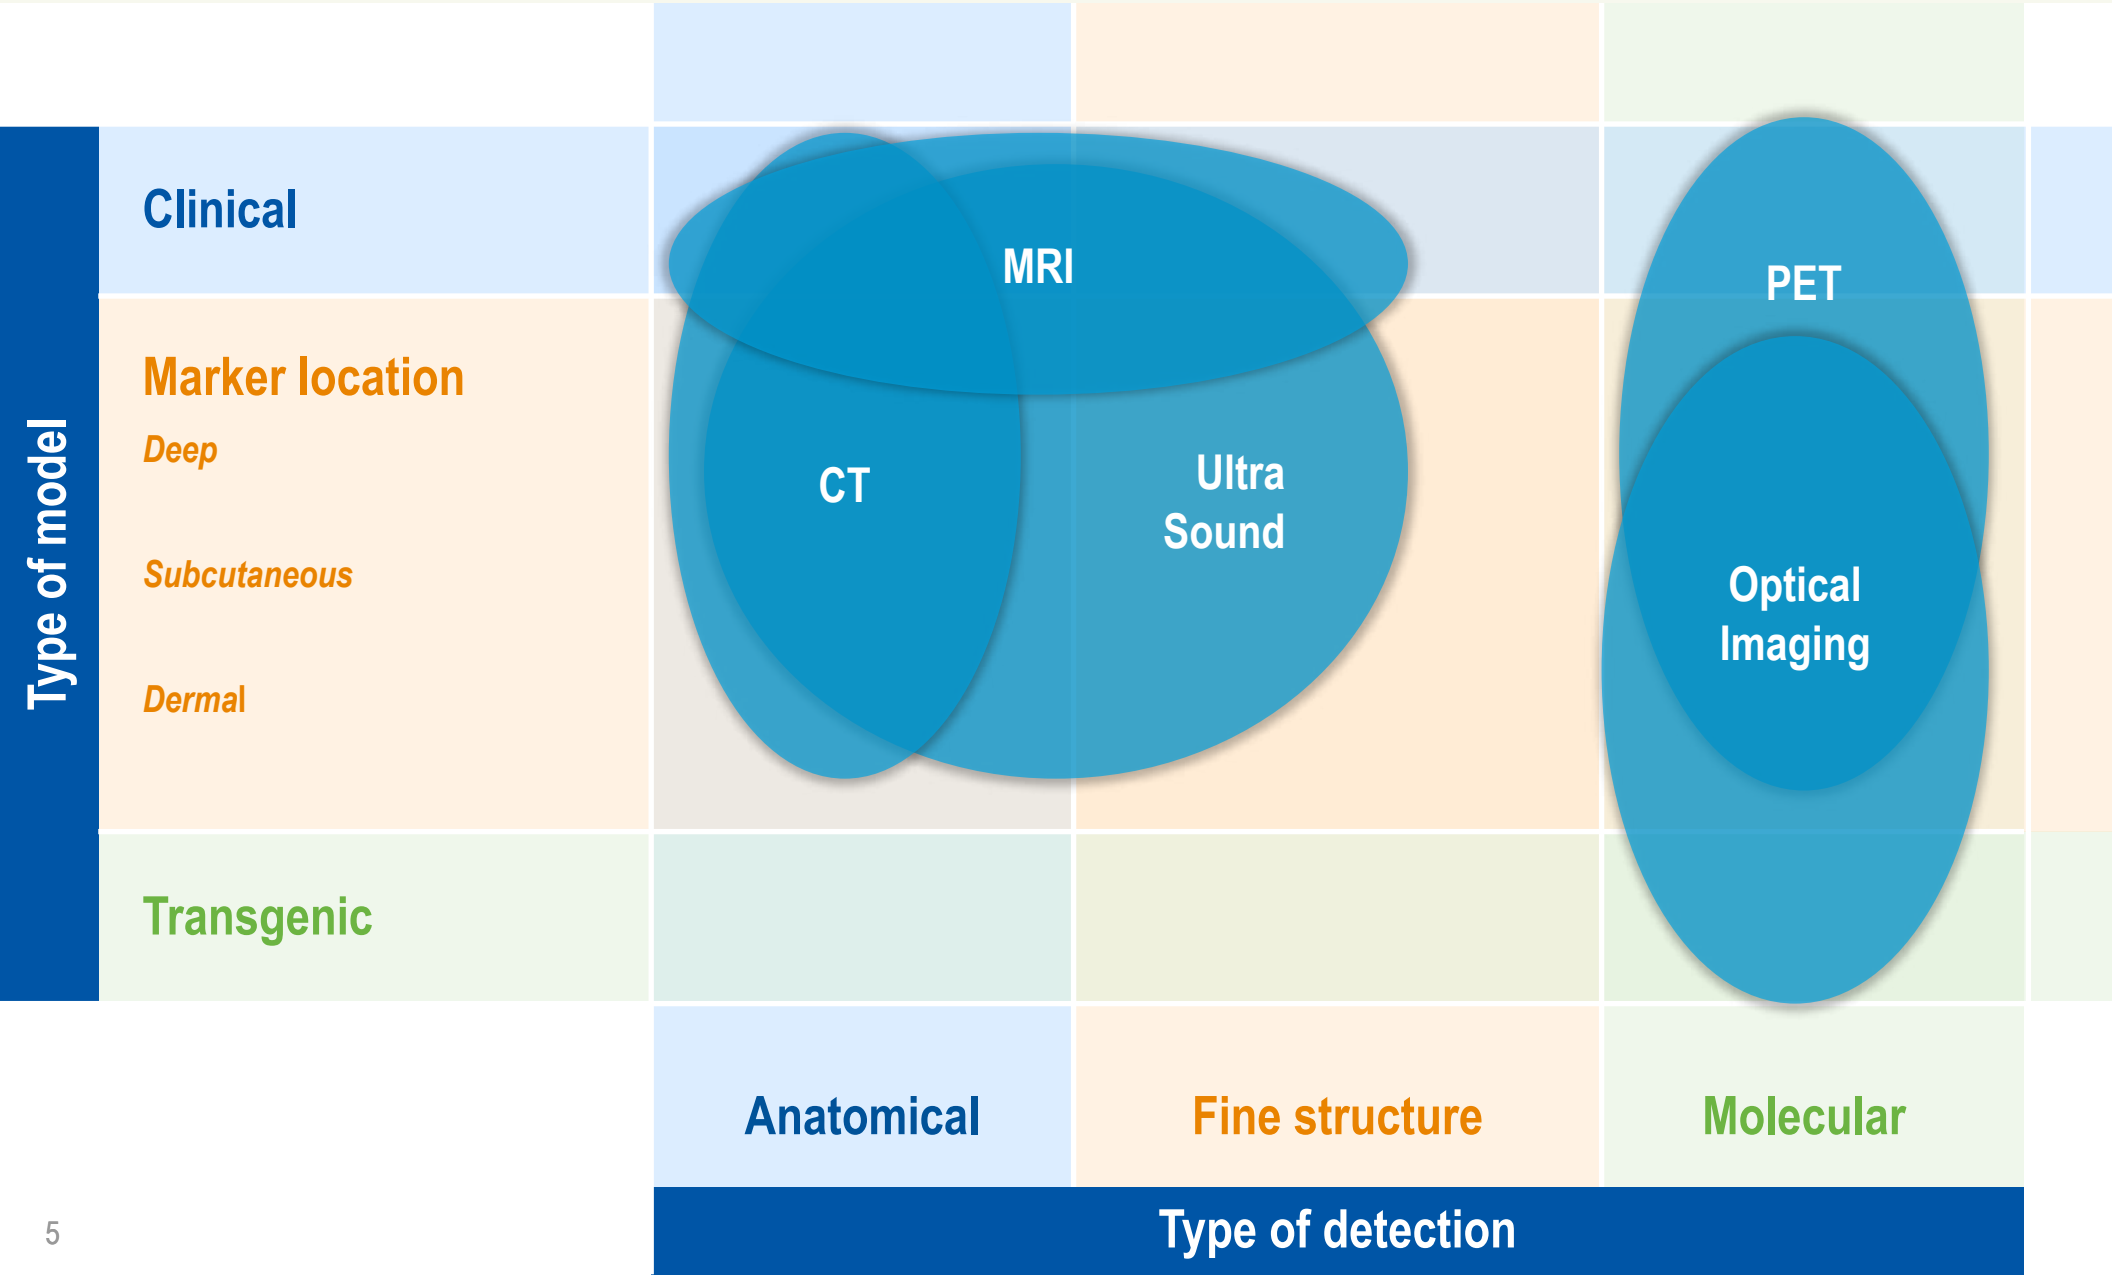 Type of model
Clinical
Marker location
Deep
Subcutaneous
Dermal
Transgenic
MRI
CT
Ultra
Sound
PET
Optical
Imaging
Anatomical
Fine structure
Molecular
Type of detection
5